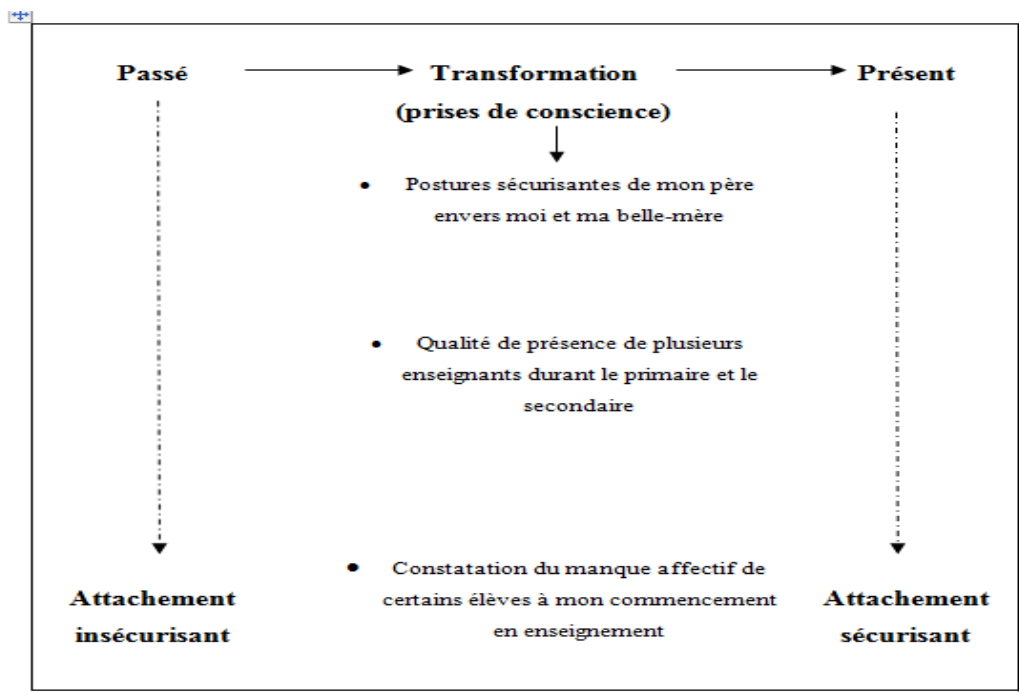 Passé
Transformation
Présent
(prises de conscience)
• Postures sécurisantes de mon père
envers moi et ma belle-mère
• Qualité de présence de plusieurs
enseignants durant le primaire et le
secondaire
• Constatation du manque affectif de
certains élèves à mon commencement
en enseignement
Attachement
insécurisant
Attachement
sécurisant